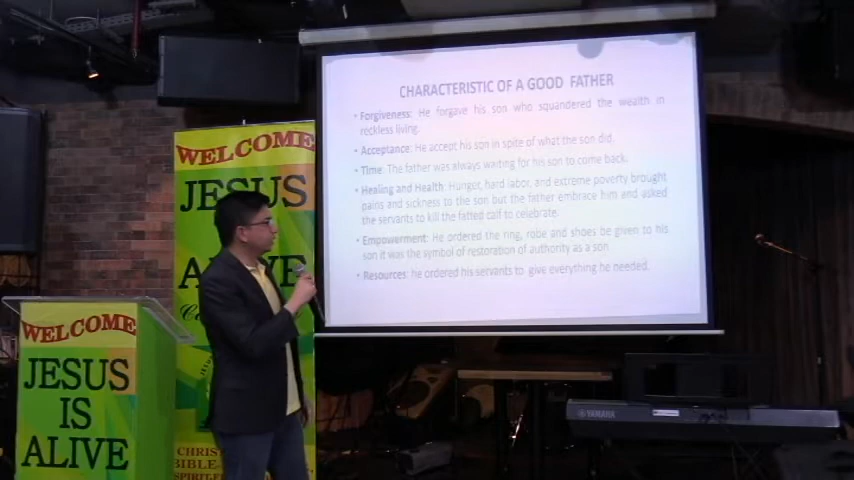 CHARACTERISTIC OF A GOOD FATHER
• Forgiveness: He forgave his son who squandered the wealth in
reckless living.
• Acceptance: He accept his son in spite of what the son did.
• Time: The father was always waiting for his son to come back.
• Healing and Health: Hunger, hard labor, and extreme poverty brought
pains and sickness to the son but the father embrace him and asked
the servants to kill the fatted calf to celebrate.
• Empowerment: He ordered the ring, robe and shoes be given to his
son it was the symbol of restoration of authority as a son.
• Resources: he ordered his servants to give everything he needed.
WELCOME
JESUS
A
E
CHRIST
BIBLE-
SPIRIT-
WELCOME
JESUS
IS
ALIVE
YAMAHA